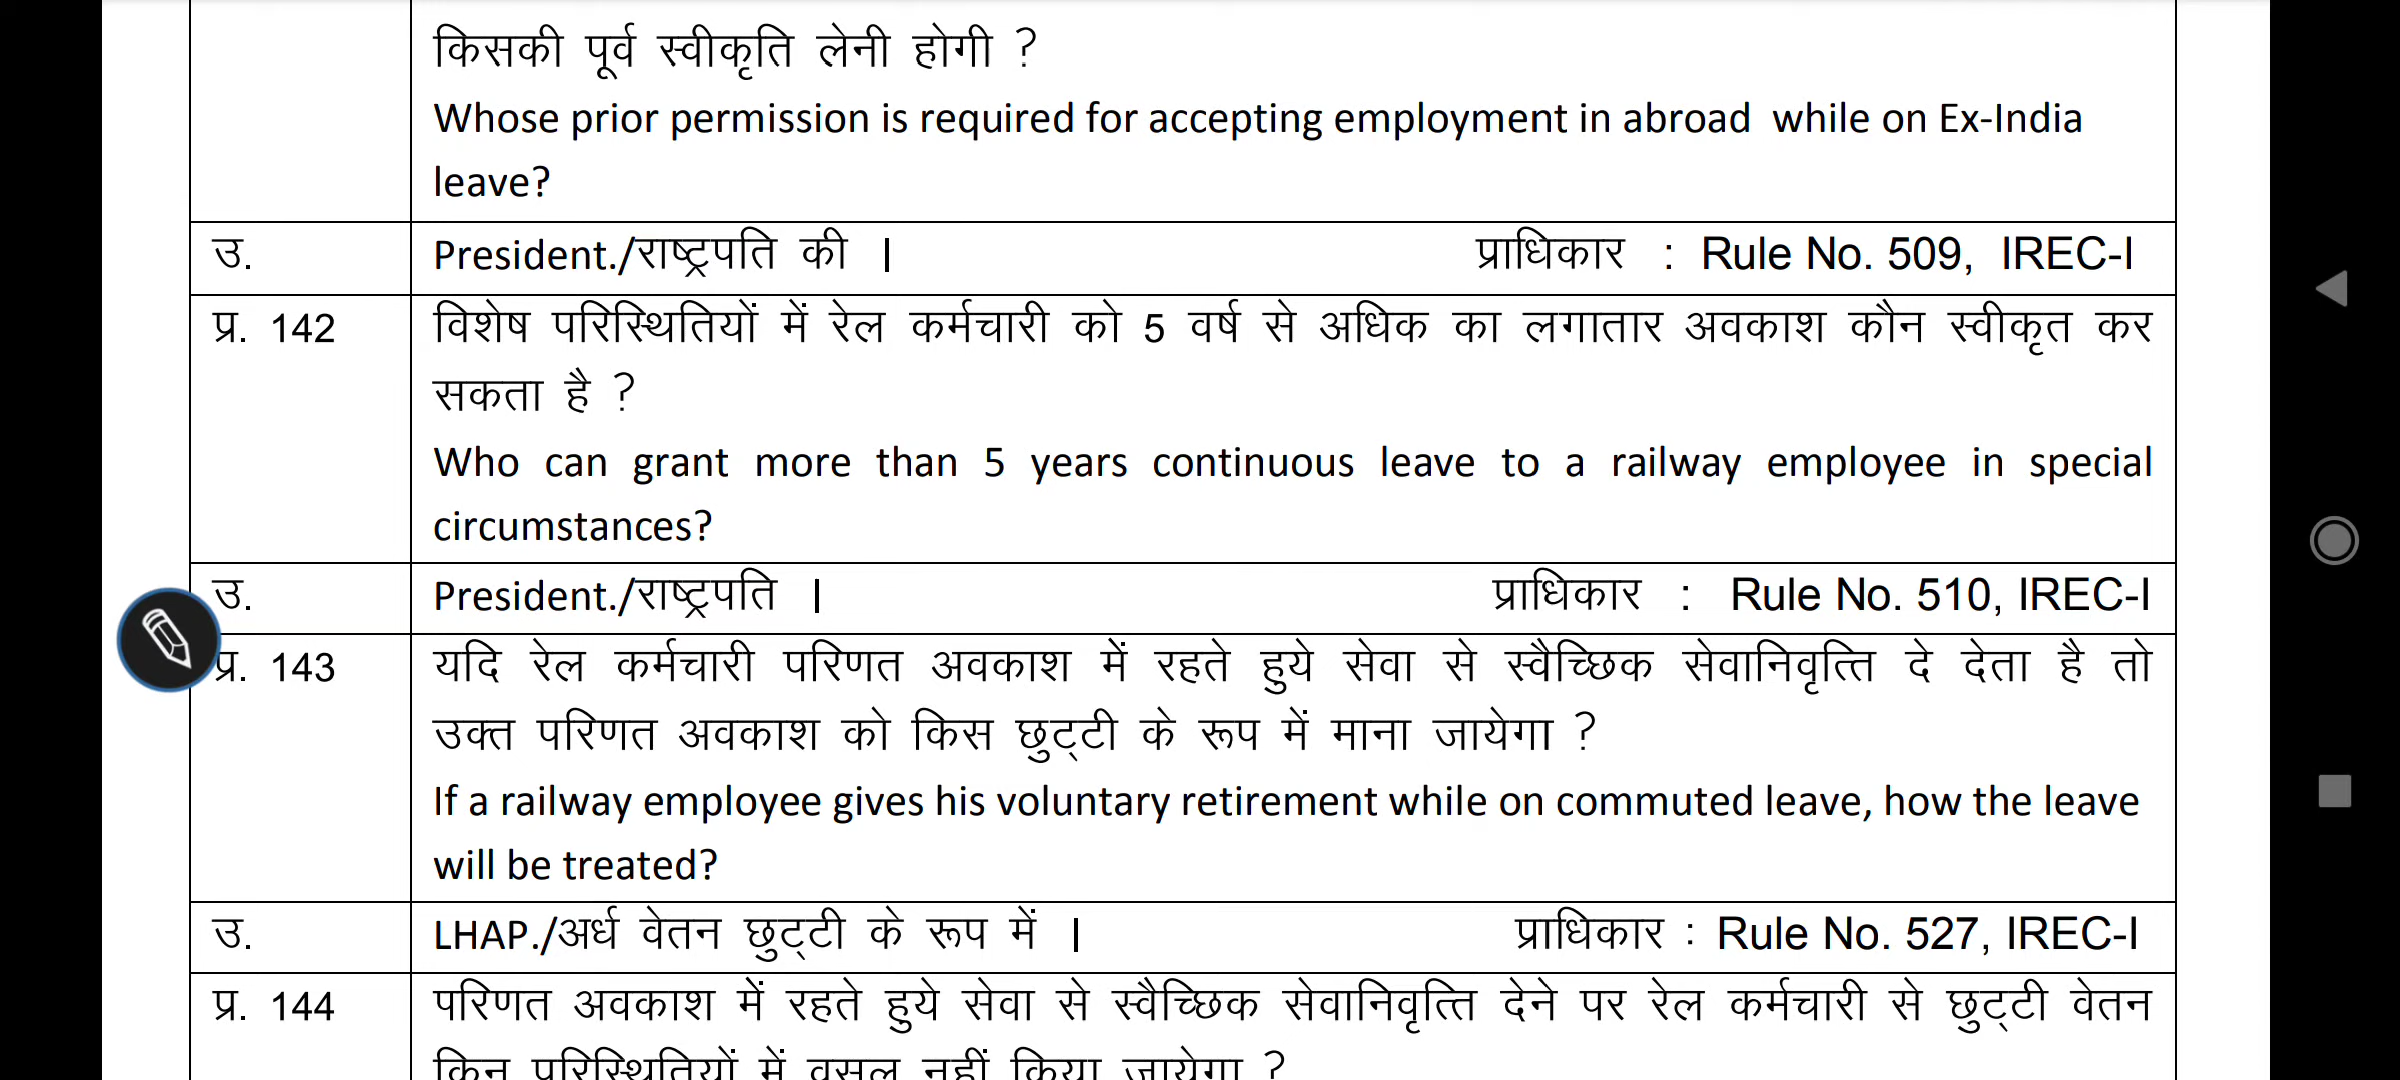 किसकी पूर्व स्वीकृति लेनी होगी ?
Whose prior permission is required for accepting employment in abroad while on Ex-India
leave?
उ. President./राष्ट्रपति की । प्राधिकार : Rule No. 509, IREC-I
प्र. 142 विशेष परिस्थितियों में रेल कर्मचारी को 5 वर्ष से अधिक का लगातार अवकाश कौन स्वीकृत कर
सकता है ?
Who can grant more than 5 years continuous leave to a railway employee in special
circumstances?
उ. President./राष्ट्रपति । प्राधिकार : Rule No. 510, IREC-I
प्र. 143 यदि रेल कर्मचारी परिणत अवकाश में रहते हुये सेवा से स्वैच्छिक सेवानिवृत्ति दे देता है तो
उक्त परिणत अवकाश को किस छुट्टी के रूप में माना जायेगा ?
If a railway employee gives his voluntary retirement while on commuted leave, how the leave
will be treated?
उ. LHAP./अर्ध वेतन छुट्टी के रूप में । प्राधिकार : Rule No. 527, IREC-I
प्र. 144 परिणत अवकाश में रहते हुये सेवा से स्वैच्छिक सेवानिवृत्ति देने पर रेल कर्मचारी से छुट्टी वेतन
किन परिस्थितियों में वसूल नहीं किया जायेगा ?